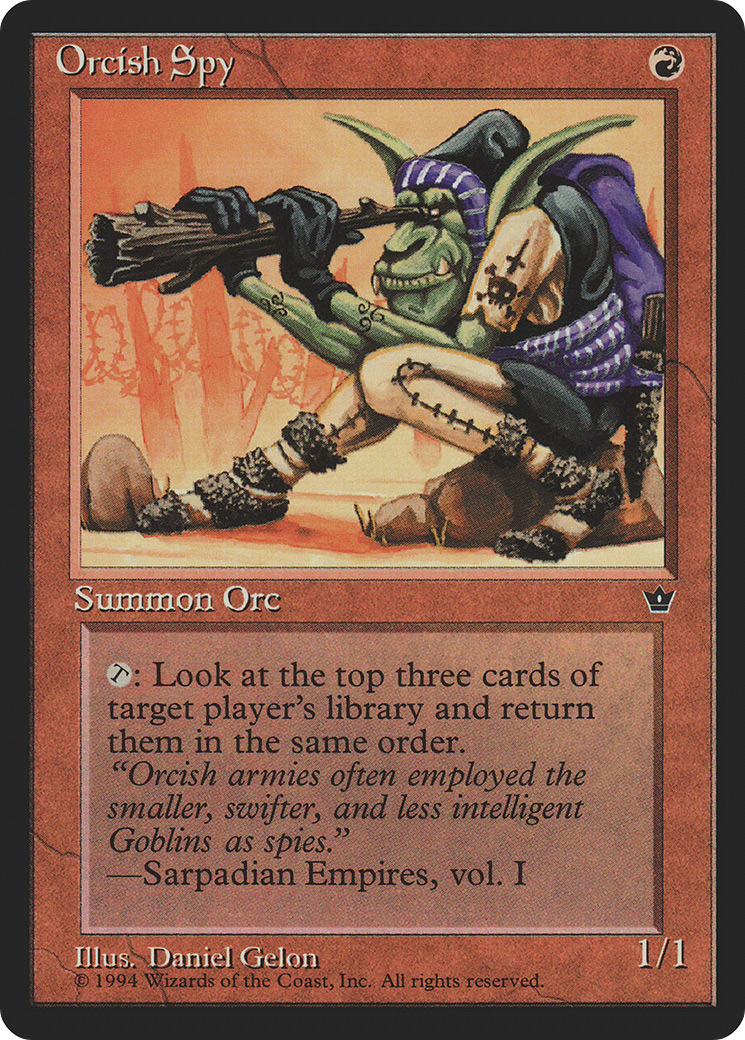 Orcish Spy
Summon Orc
T: Look at the top three cards of
target player's library and return
them in the same order.
“Orcish armies often employed the
smaller, swifter, and less intelligent
Goblins as spies.”
—Sarpadian Empires, vol. I
Illus. Daniel Gelon
1/1
© 1994 Wizards of the Coast, Inc. All rights reserved.